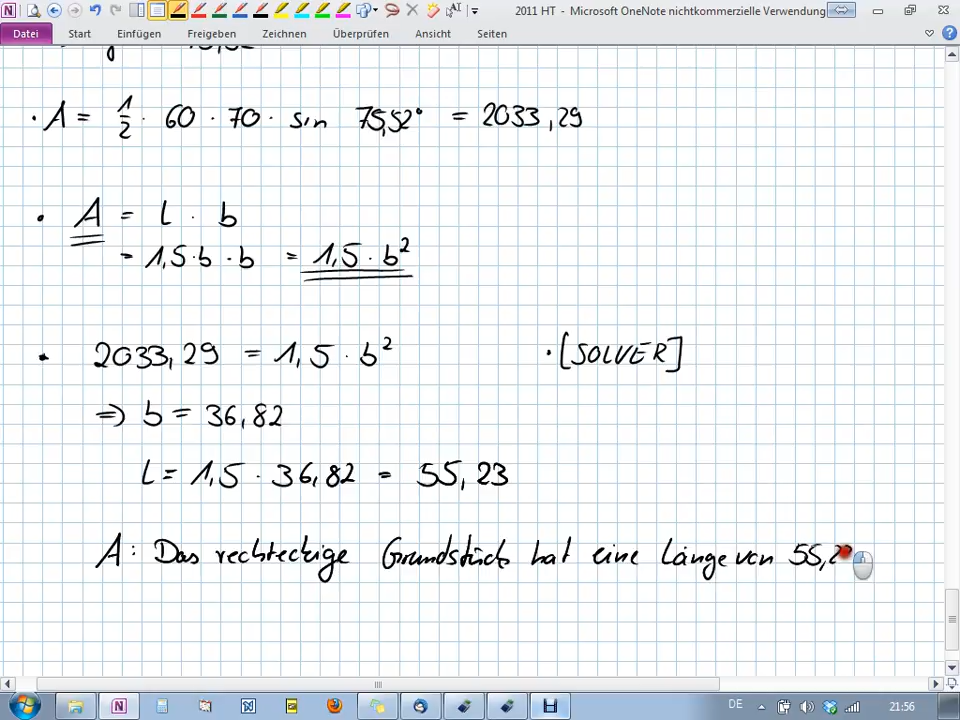 2011 HT - Microsoft OneNote nichtkommerzielle Verwendung
Datei Start Einfügen Freigeben Zeichnen Überprüfen Ansicht Seiten
· A = 1/2 · 60 · 70 · sin 75,52° = 2033,29
· A = l · b
= 1,5·b · b = 1,5 · b²
· 2033,29 = 1,5 · b² · [SOLVER]
⇒ b = 36,82
l = 1,5 · 36,82 = 55,23
A: Das rechteckige Grundstück hat eine Länge von 55,2
DE 21:56